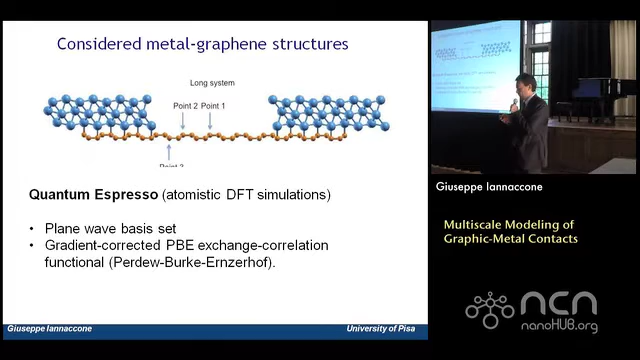 Considered metal-graphene structures
Long system
Point 2 Point 1
Point 3
Quantum Espresso (atomistic DFT simulations)
• Plane wave basis set
• Gradient-corrected PBE exchange-correlation
functional (Perdew-Burke-Ernzerhof).
Giuseppe Iannaccone
University of Pisa
Giuseppe Iannaccone
Multiscale Modeling of
Graphic-Metal Contacts
ncn
nanoHUB.org